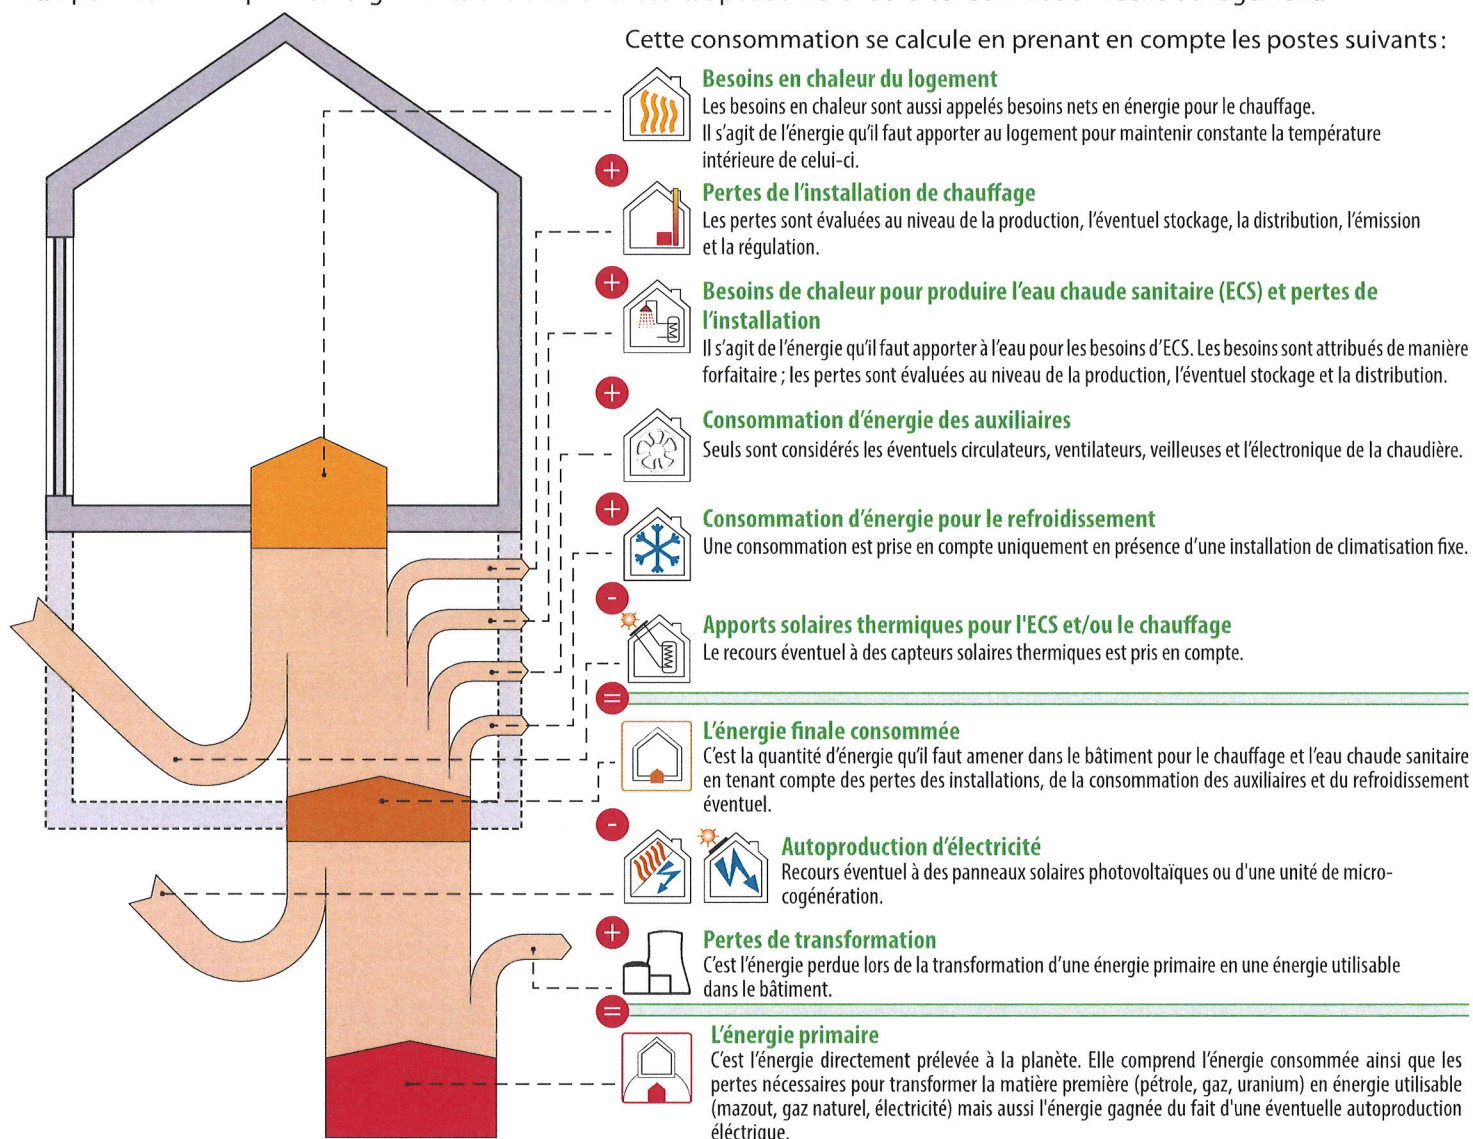 Cette consommation se calcule en prenant en compte les postes suivants :
Besoins en chaleur du logement
Les besoins en chaleur sont aussi appelés besoins nets en énergie pour le chauffage.
Il s'agit de l'énergie qu'il faut apporter au logement pour maintenir constante la température
intérieure de celui-ci.
+
Pertes de l'installation de chauffage
Les pertes sont évaluées au niveau de la production, l'éventuel stockage, la distribution, l'émission
et la régulation.
+
Besoins de chaleur pour produire l'eau chaude sanitaire (ECS) et pertes de
l'installation
Il s'agit de l'énergie qu'il faut apporter à l'eau pour les besoins d'ECS. Les besoins sont attribués de manière
forfaitaire ; les pertes sont évaluées au niveau de la production, l'éventuel stockage et la distribution.
+
Consommation d'énergie des auxiliaires
Seuls sont considérés les éventuels circulateurs, ventilateurs, veilleuses et l'électronique de la chaudière.
+
Consommation d'énergie pour le refroidissement
Une consommation est prise en compte uniquement en présence d'une installation de climatisation fixe.
-
Apports solaires thermiques pour l'ECS et/ou le chauffage
Le recours éventuel à des capteurs solaires thermiques est pris en compte.
=
L'énergie finale consommée
C'est la quantité d'énergie qu'il faut amener dans le bâtiment pour le chauffage et l'eau chaude sanitaire
en tenant compte des pertes des installations, de la consommation des auxiliaires et du refroidissement
éventuel.
-
Autoproduction d'électricité
Recours éventuel à des panneaux solaires photovoltaïques ou d'une unité de micro-
cogénération.
+
Pertes de transformation
C'est l'énergie perdue lors de la transformation d'une énergie primaire en une énergie utilisable
dans le bâtiment.
=
L'énergie primaire
C'est l'énergie directement prélevée à la planète. Elle comprend l'énergie consommée ainsi que les
pertes nécessaires pour transformer la matière première (pétrole, gaz, uranium) en énergie utilisable
(mazout, gaz naturel, électricité) mais aussi l'énergie gagnée du fait d'une éventuelle autoproduction
éléctrique.